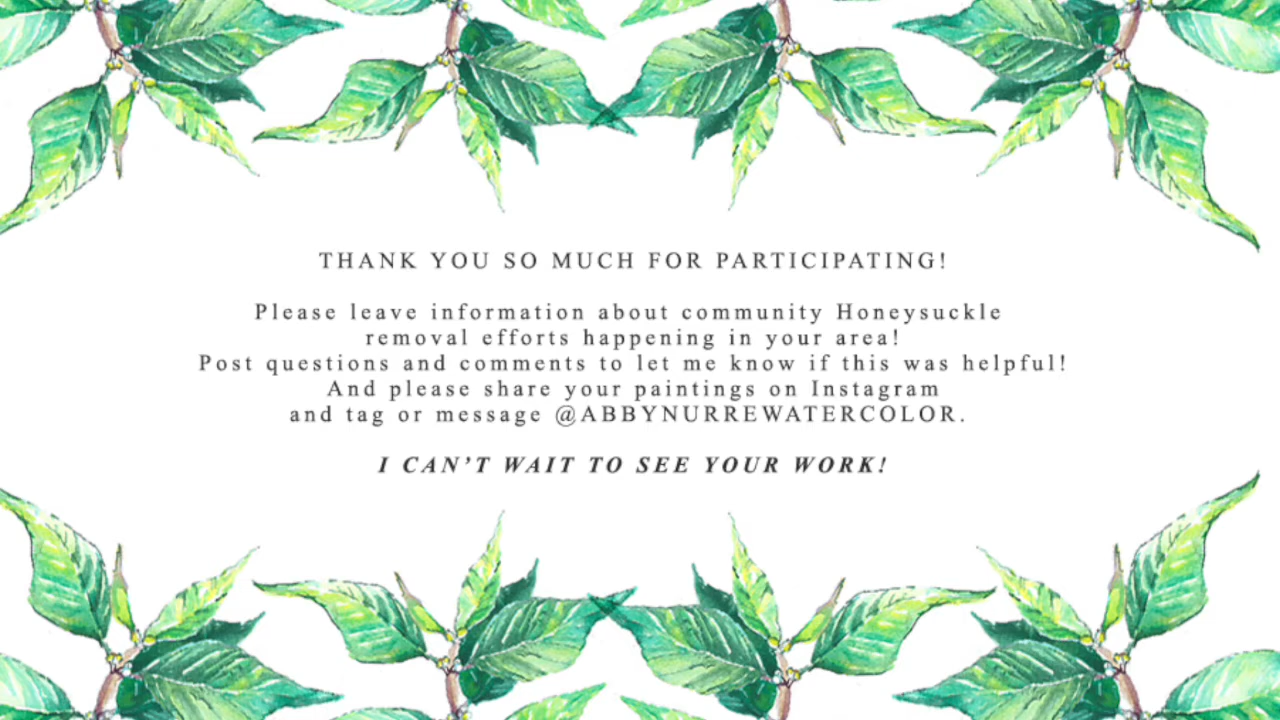 THANK YOU SO MUCH FOR PARTICIPATING!
Please leave information about community Honeysuckle
removal efforts happening in your area!
Post questions and comments to let me know if this was helpful!
And please share your paintings on Instagram
and tag or message @ABBYNURREWATERCOLOR.
I CAN'T WAIT TO SEE YOUR WORK!